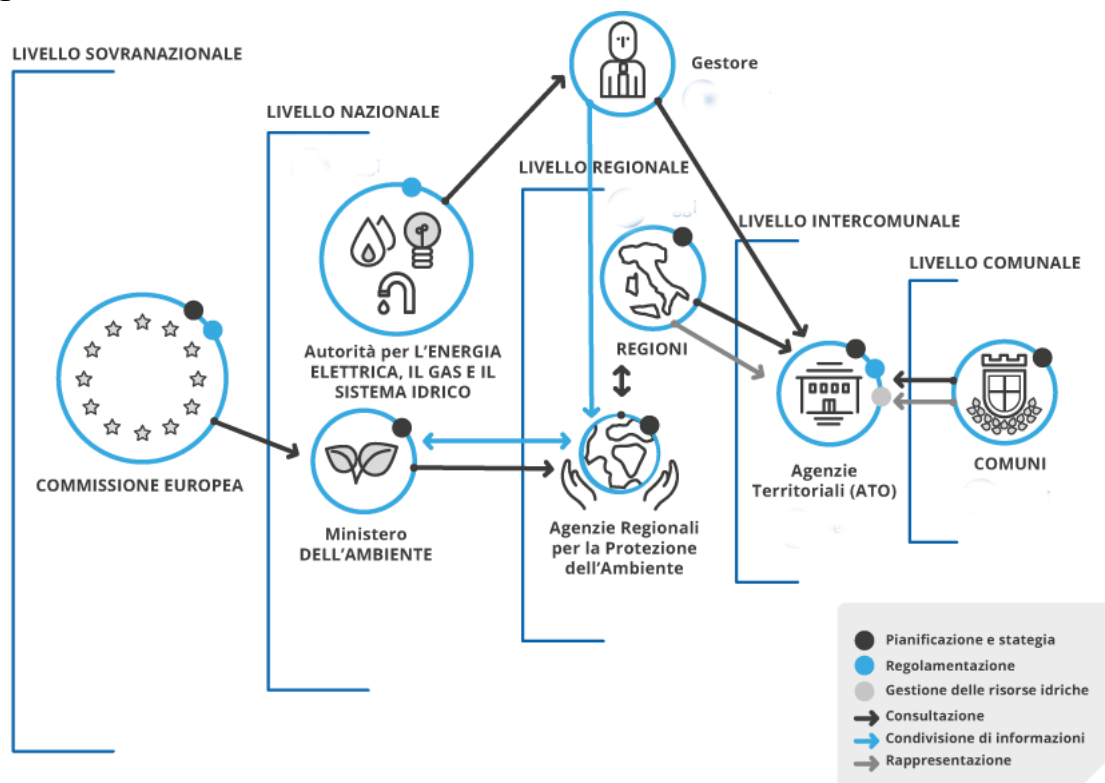 LIVELLO SOVRANAZIONALE
Gestore
LIVELLO NAZIONALE
LIVELLO REGIONALE
LIVELLO INTERCOMUNALE
LIVELLO COMUNALE
Autorità per L'ENERGIA
ELETTRICA, IL GAS E IL
SISTEMA IDRICO
REGIONI
COMMISSIONE EUROPEA
Ministero
DELL'AMBIENTE
Agenzie Regionali
per la Protezione
dell'Ambiente
Agenzie
Territoriali (ATO)
COMUNI
Pianificazione e stategia
Regolamentazione
Gestione delle risorse idriche
Consultazione
Condivisione di informazioni
Rappresentazione